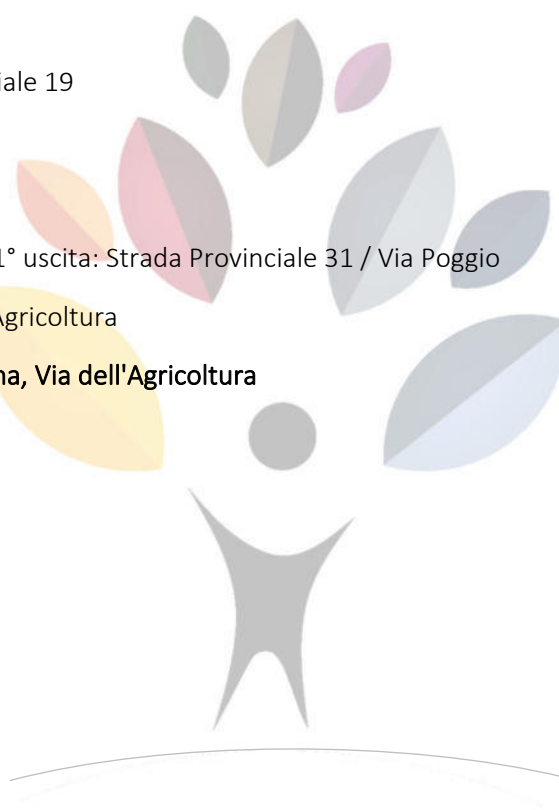 iale 19
1° uscita: Strada Provinciale 31 / Via Poggio
Agricoltura
na, Via dell'Agricoltura